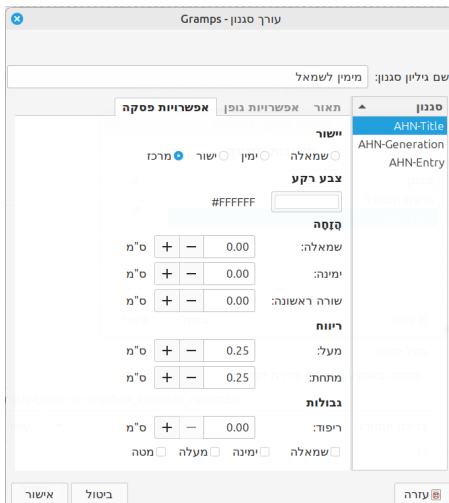 עורך סגנון - Gramps
שם גיליון סגנון: מימין לשמאל
סגנון
AHN-Title
AHN-Generation
AHN-Entry
תאור אפשרויות גופן אפשרויות פסקה
יישור
שמאלה ימין ישור מרכז
צבע רקע
#FFFFFF
הֲזָחָה
שמאלה: 0.00 − + ס"מ
ימינה: 0.00 − + ס"מ
שורה ראשונה: 0.00 − + ס"מ
ריווח
מעל: 0.25 − + ס"מ
מתחת: 0.25 − + ס"מ
גבולות
ריפוד: 0.00 − + ס"מ
שמאלה ימינה מעלה מטה
עזרה ביטול אישור